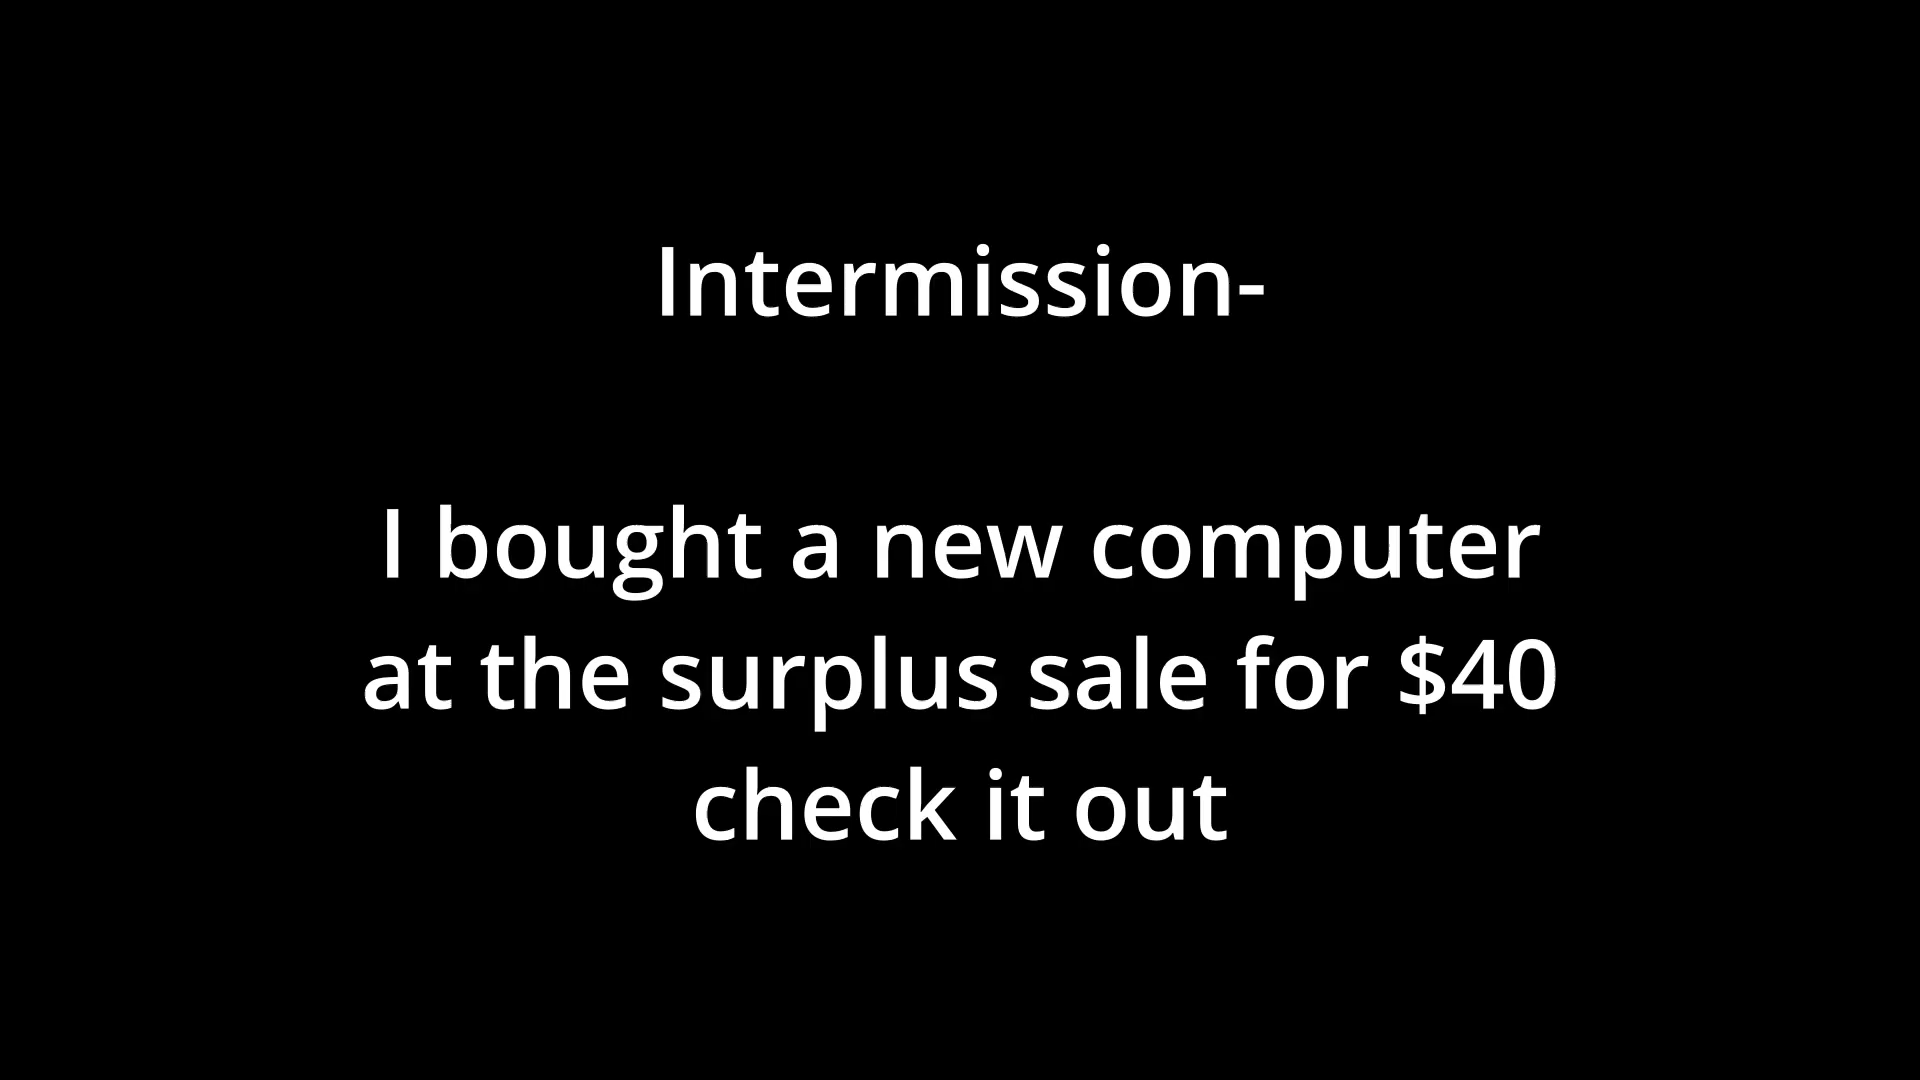 Intermission-
I bought a new computer
at the surplus sale for $40
check it out